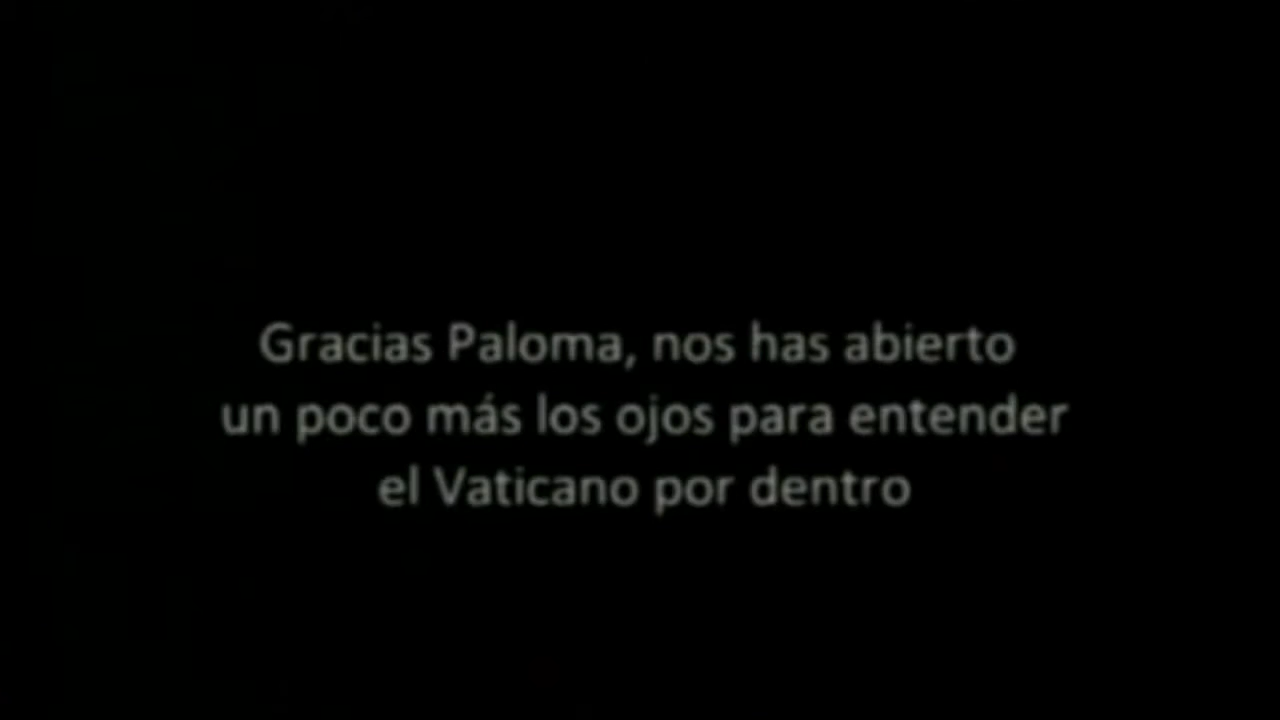 Gracias Paloma, nos has abierto
un poco más los ojos para entender
el Vaticano por dentro